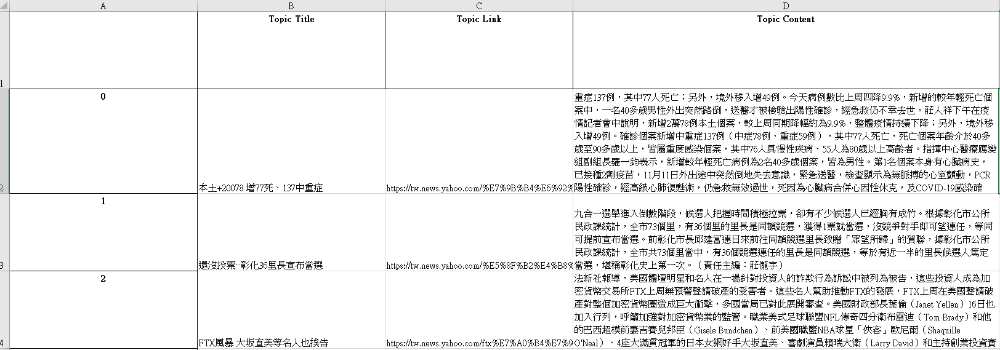 A B C D
Topic Title Topic Link Topic Content
1
0
重症137例，其中77人死亡；另外，境外移入增49例。今天病例數比上周四降9.9%，新增的較年輕死亡個
案中，一名40多歲男性外出突然路倒，送醫才被檢驗出陽性確診，經急救仍不幸去世。莊人祥下午在疫
情記者會中說明，新增2萬78例本土個案，較上周同期降幅約為9.9%，整體疫情持續下降；另外，境外移
入增49例。確診個案新增中重症137例（中症78例、重症59例），其中77人死亡，死亡個案年齡介於40多
歲至90多歲以上，皆屬重度感染個案，其中76人具慢性疾病、55人為80歲以上高齡者。指揮中心醫療應變
組副組長羅一鈞表示，新增較年輕死亡病例為2名40多歲個案，皆為男性。第1名個案本身有心臟病史，
已接種2劑疫苗，11月11日外出途中突然倒地失去意識，緊急送醫，檢查顯示為無脈搏的心室顫動，PCR
陽性確診，經高級心肺復甦術，仍急救無效過世，死因為心臟病合併心因性休克，及COVID-19感染確
2
本土+20078 增77死、137中重症
https://tw.news.yahoo.com/%E7%9B%B4%E6%92%
1
九合一選舉進入倒數階段，候選人把握時間積極拉票，卻有不少候選人已經胸有成竹。根據彰化市公所
民政課統計，全市73個里，有36個里的里長是同額競選，獲得1票就當選，沒競爭對手即可望連任，等同
可提前宣布當選。前彰化市長邱建富連日來前往同額競選里長致贈「眾望所歸」的賀聯，據彰化市公所
民政課統計，全市共73個里當中，有36個競選連任的里長是同額競選，等於有近一半的里長候選人篤定
當選，堪稱彰化史上第一次。（責任主編：莊儱宇）
3
還沒投票…彰化36里長宣布當選
https://tw.news.yahoo.com/%E5%8F%B2%E4%B8%
2
法新社報導，美國體壇明星和名人在一場針對投資人的詐欺行為訴訟中被列為被告，這些投資人成為加
密貨幣交易所FTX上周無預警聲請破產的受害者。這些名人幫助推動FTX的發展，FTX上周在美國聲請破
產對整個加密貨幣圈造成巨大衝擊，多國當局已對此展開審查。美國財政部長葉倫（Janet Yellen）16日也
加入行列，呼籲加強對加密貨幣業的監管。職業美式足球聯盟NFL傳奇四分衛布雷迪（Tom Brady）和他
的巴西超模前妻吉賽兒邦臣（Gisele Bundchen）、前美國職籃NBA球星「俠客」歐尼爾（Shaquille
O'Neal）、4座大滿貫冠軍的日本女網好手大坂直美、喜劇演員賴瑞大衛（Larry David）和主持創業投資實
4
FTX風暴 大坂直美等名人也挨告
https://tw.news.yahoo.com/ftx%E7%A0%B4%E7%9